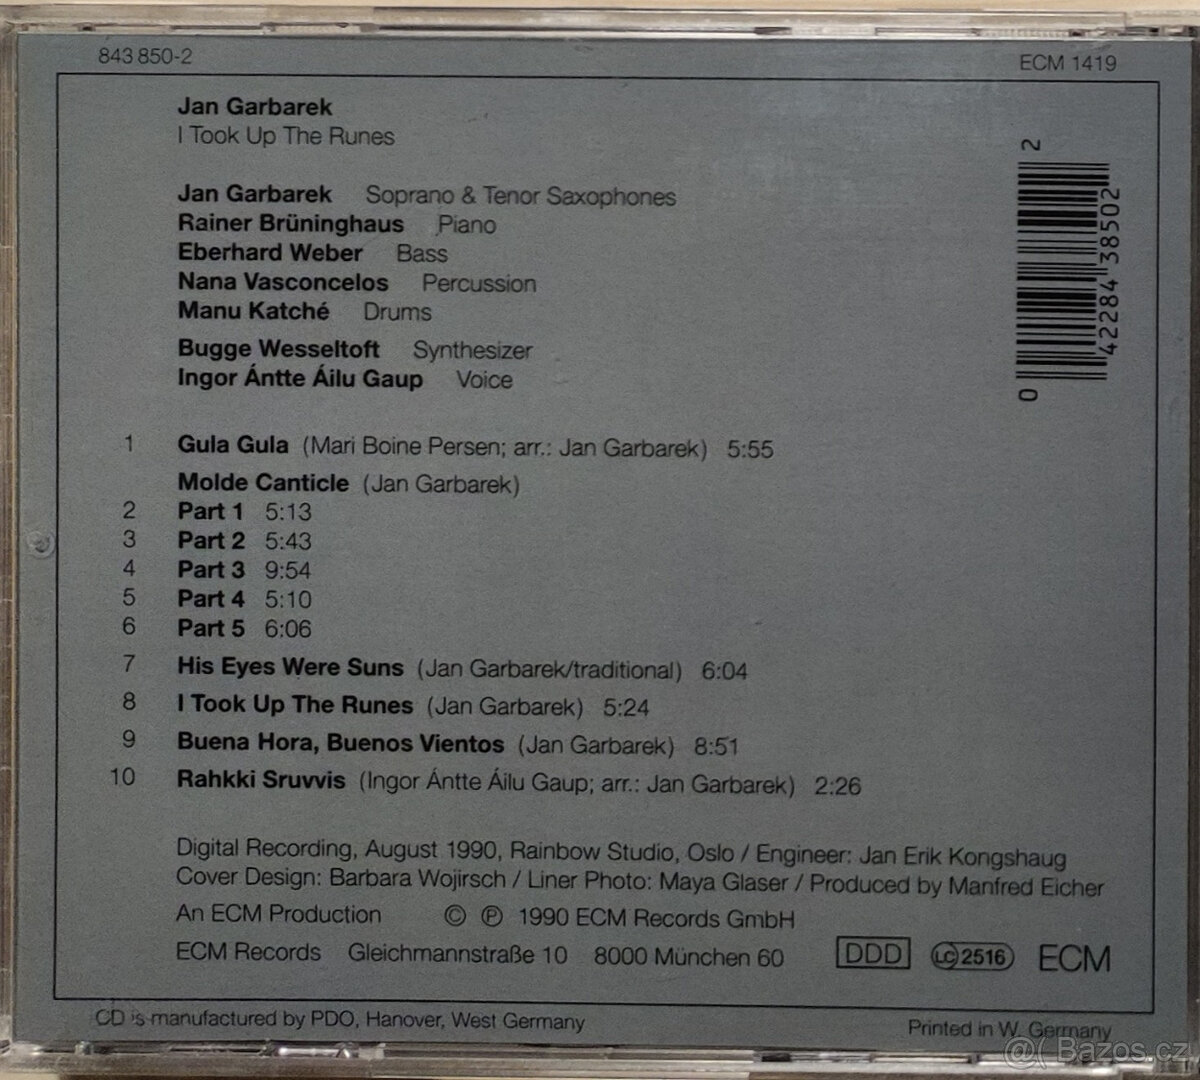 843 850-2
ECM 1419
Jan Garbarek
I Took Up The Runes
Jan Garbarek Soprano & Tenor Saxophones
Rainer Brüninghaus Piano
Eberhard Weber Bass
Nana Vasconcelos Percussion
Manu Katché Drums
Bugge Wesseltoft Synthesizer
Ingor Ántte Áilu Gaup Voice
0 42284 38502 2
1 Gula Gula (Mari Boine Persen; arr.: Jan Garbarek) 5:55
Molde Canticle (Jan Garbarek)
2 Part 1 5:13
3 Part 2 5:43
4 Part 3 9:54
5 Part 4 5:10
6 Part 5 6:06
7 His Eyes Were Suns (Jan Garbarek/traditional) 6:04
8 I Took Up The Runes (Jan Garbarek) 5:24
9 Buena Hora, Buenos Vientos (Jan Garbarek) 8:51
10 Rahkki Sruvvis (Ingor Ántte Áilu Gaup; arr.: Jan Garbarek) 2:26
Digital Recording, August 1990, Rainbow Studio, Oslo / Engineer: Jan Erik Kongshaug
Cover Design: Barbara Wojirsch / Liner Photo: Maya Glaser / Produced by Manfred Eicher
An ECM Production © ℗ 1990 ECM Records GmbH
ECM Records Gleichmannstraße 10 8000 München 60 DDD LC 2516 ECM
CD is manufactured by PDO, Hanover, West Germany
Printed in W. Germany
@( Bazos.cz